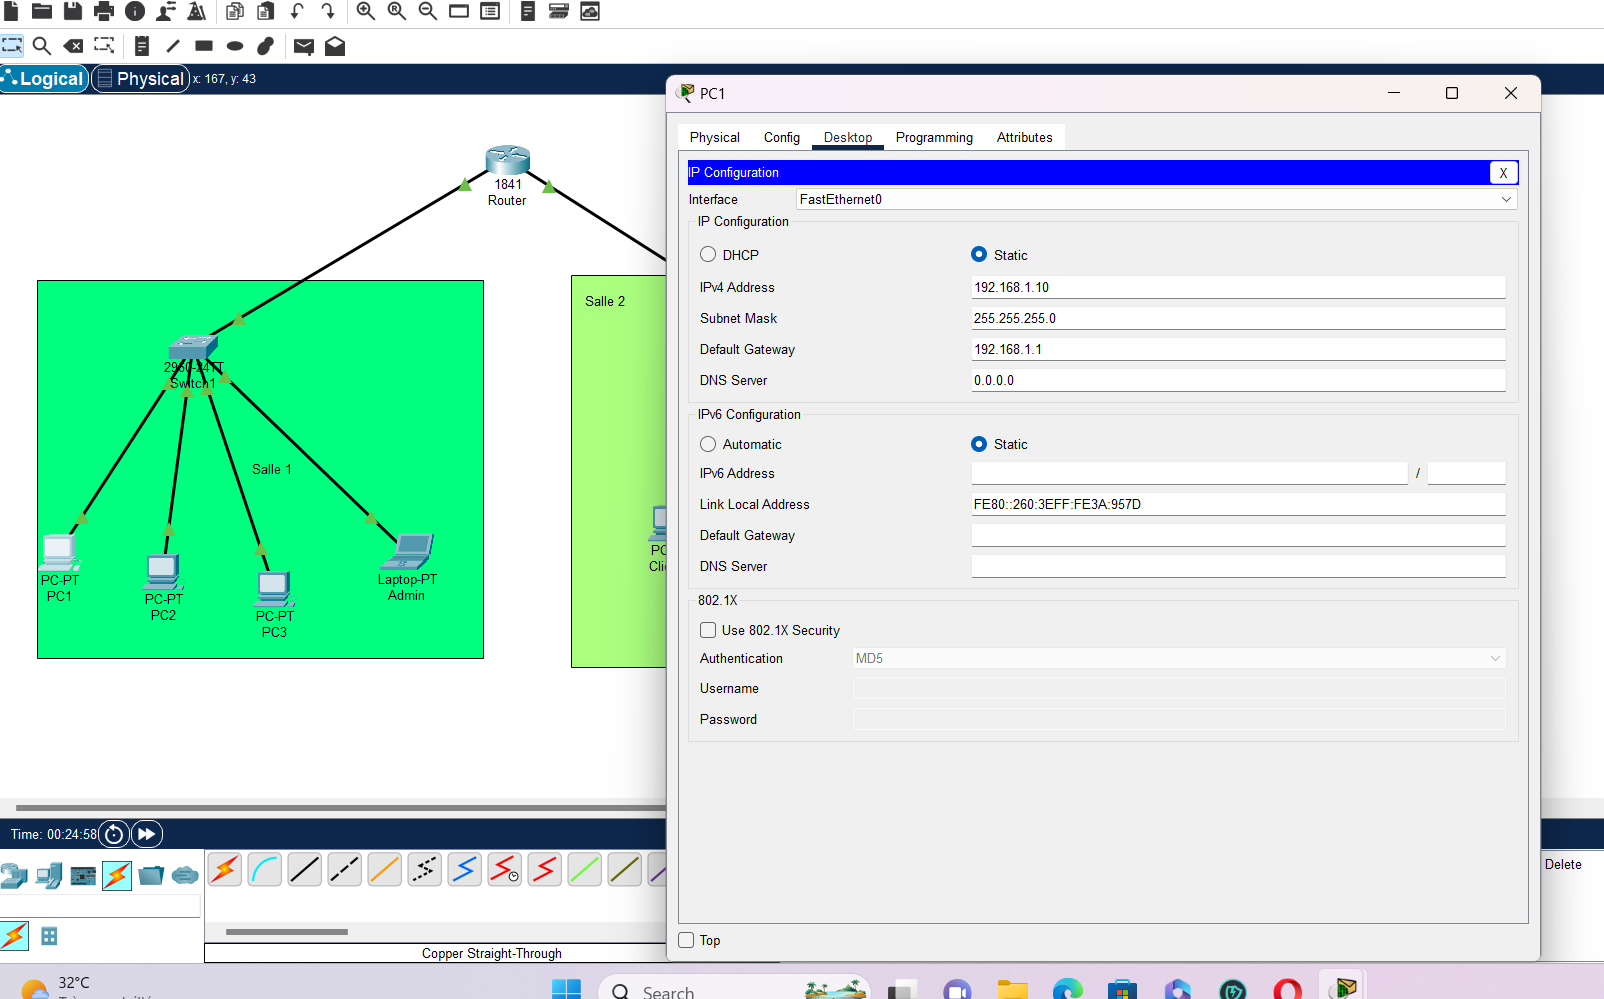 Logical
Physical
x: 167, y: 43
PC1
Physical
Config
Desktop
Programming
Attributes
IP Configuration
X
Interface
FastEthernet0
IP Configuration
DHCP
Static
IPv4 Address
192.168.1.10
Subnet Mask
255.255.255.0
Default Gateway
192.168.1.1
DNS Server
0.0.0.0
IPv6 Configuration
Automatic
Static
IPv6 Address
/
Link Local Address
FE80::260:3EFF:FE3A:957D
Default Gateway
DNS Server
802.1X
Use 802.1X Security
Authentication
MD5
Username
Password
Top
1841
Router
Salle 2
2960-24TT
Switch1
Salle 1
PC-PT
PC1
PC-PT
PC2
PC-PT
PC3
Laptop-PT
Admin
PC
Clie
Time: 00:24:58
Delete
Copper Straight-Through
32°C
Search